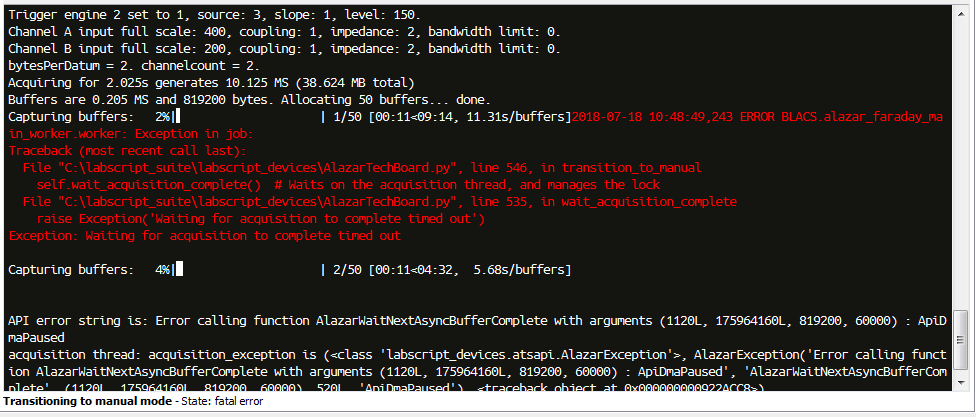 Trigger engine 2 set to 1, source: 3, slope: 1, level: 150.
Channel A input full scale: 400, coupling: 1, impedance: 2, bandwidth limit: 0.
Channel B input full scale: 200, coupling: 1, impedance: 2, bandwidth limit: 0.
bytesPerDatum = 2. channelcount = 2.
Acquiring for 2.025s generates 10.125 MS (38.624 MB total)
Buffers are 0.205 MS and 819200 bytes. Allocating 50 buffers... done.
Capturing buffers:   2%|█                   | 1/50 [00:11<09:14, 11.31s/buffers]2018-07-18 10:48:49,243 ERROR BLACS.alazar_faraday_ma
in_worker.worker: Exception in job:
Traceback (most recent call last):
  File "C:\labscript_suite\labscript_devices\AlazarTechBoard.py", line 546, in transition_to_manual
    self.wait_acquisition_complete()  # Waits on the acquisition thread, and manages the lock
  File "C:\labscript_suite\labscript_devices\AlazarTechBoard.py", line 535, in wait_acquisition_complete
    raise Exception('Waiting for acquisition to complete timed out')
Exception: Waiting for acquisition to complete timed out
Capturing buffers:   4%|█                   | 2/50 [00:11<04:32,  5.68s/buffers]
API error string is: Error calling function AlazarWaitNextAsyncBufferComplete with arguments (1120L, 175964160L, 819200, 60000) : ApiD
maPaused
acquisition thread: acquisition_exception is (<class 'labscript_devices.atsapi.AlazarException'>, AlazarException('Error calling funct
ion AlazarWaitNextAsyncBufferComplete with arguments (1120L, 175964160L, 819200, 60000) : ApiDmaPaused', 'AlazarWaitNextAsyncBufferCom
plete', (1120L, 175964160L, 819200, 60000), 520L, 'ApiDmaPaused'), <traceback object at 0x000000000922ACC8>)
Transitioning to manual mode - State: fatal error